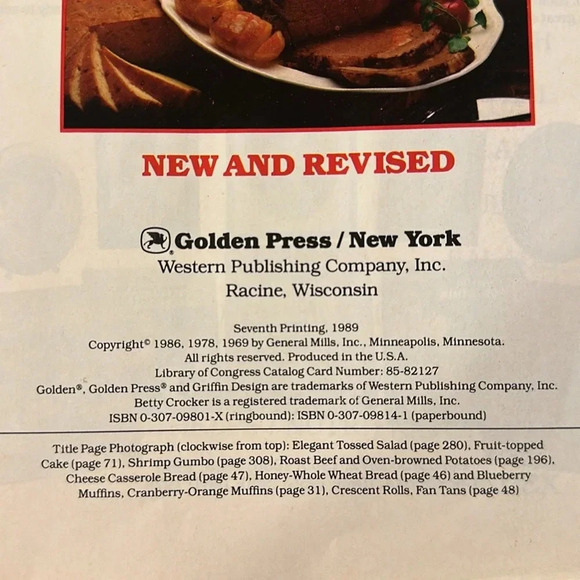 NEW AND REVISED
Golden Press / New York
Western Publishing Company, Inc.
Racine, Wisconsin
Seventh Printing, 1989
Copyright© 1986, 1978, 1969 by General Mills, Inc., Minneapolis, Minnesota.
All rights reserved. Produced in the U.S.A.
Library of Congress Catalog Card Number: 85-82127
Golden®, Golden Press® and Griffin Design are trademarks of Western Publishing Company, Inc.
Betty Crocker is a registered trademark of General Mills, Inc.
ISBN 0-307-09801-X (ringbound): ISBN 0-307-09814-1 (paperbound)
Title Page Photograph (clockwise from top): Elegant Tossed Salad (page 280), Fruit-topped
Cake (page 71), Shrimp Gumbo (page 308), Roast Beef and Oven-browned Potatoes (page 196),
Cheese Casserole Bread (page 47), Honey-Whole Wheat Bread (page 46) and Blueberry
Muffins, Cranberry-Orange Muffins (page 31), Crescent Rolls, Fan Tans (page 48)